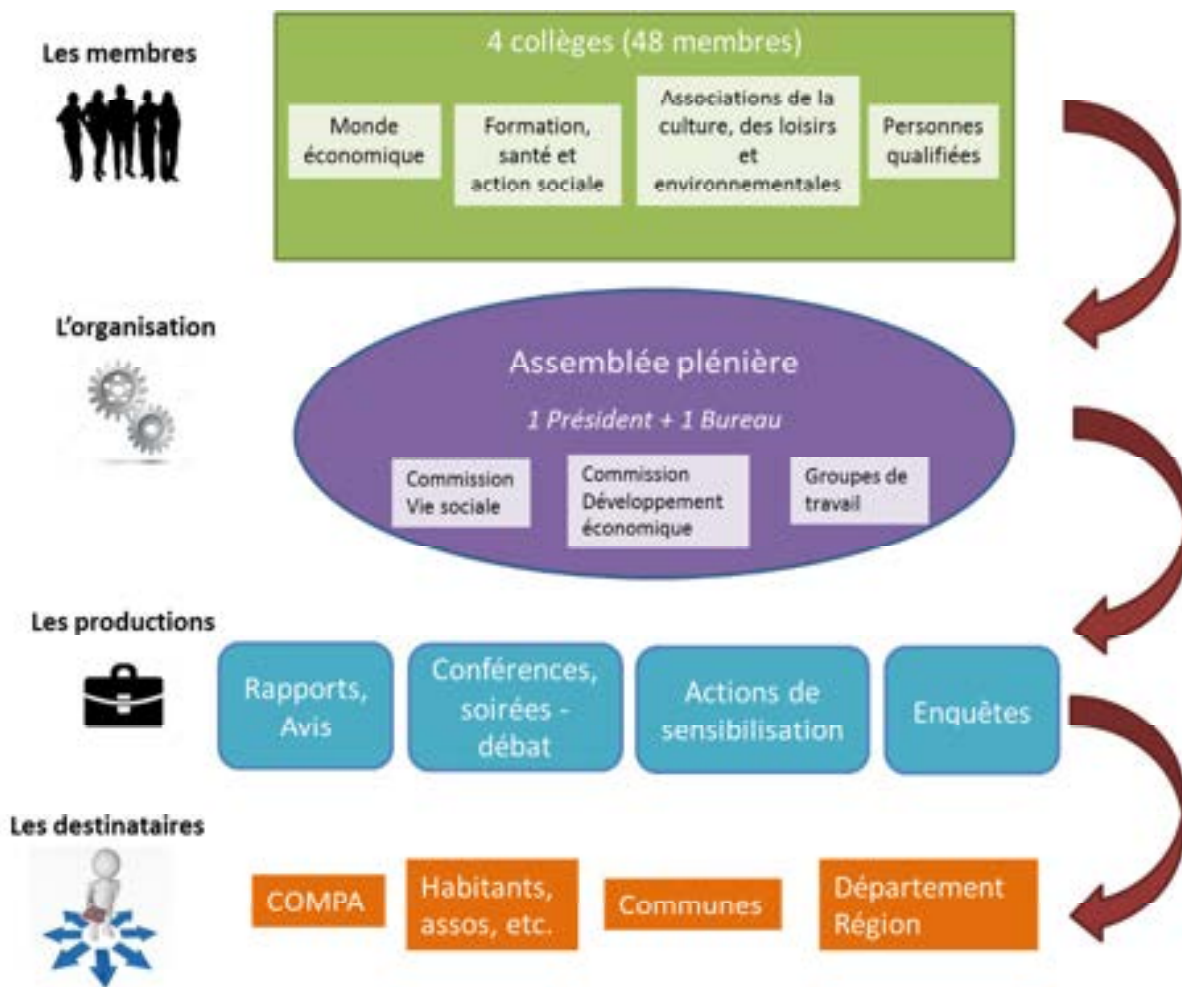 Les membres
4 collèges (48 membres)
Monde
économique
Formation,
santé et
action sociale
Associations de la
culture, des loisirs
et
environnementales
Personnes
qualifiées
L'organisation
Assemblée plénière
1 Président + 1 Bureau
Commission
Vie sociale
Commission
Développement
économique
Groupes de
travail
Les productions
Rapports,
Avis
Conférences,
soirées -
débat
Actions de
sensibilisation
Enquêtes
Les destinataires
COMPA
Habitants,
assos, etc.
Communes
Département
Région